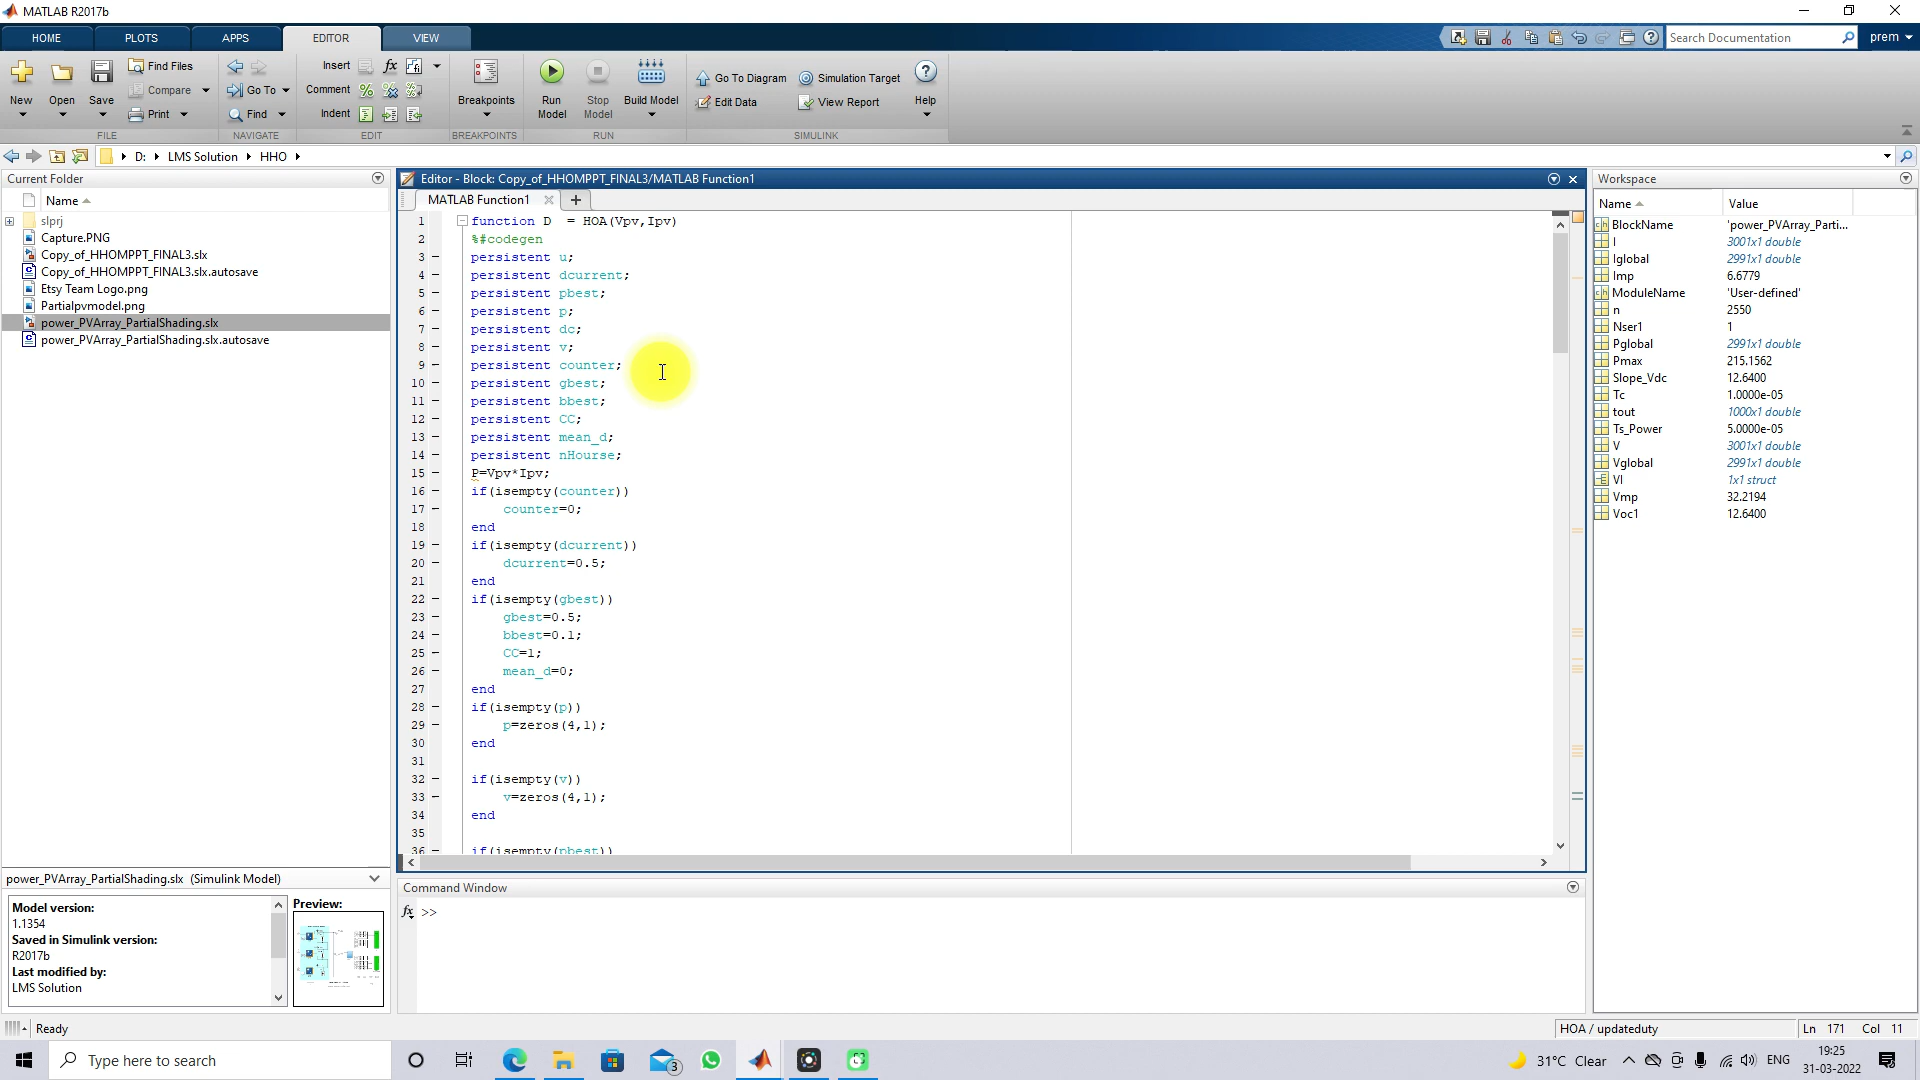 MATLAB R2017b
HOME PLOTS APPS EDITOR VIEW Search Documentation prem
New Open Save Find Files Compare Print Go To Find Insert Comment Indent Breakpoints Run Model Stop Model Build Model Go To Diagram Edit Data Simulation Target View Report Help
FILE NAVIGATE EDIT BREAKPOINTS RUN SIMULINK
D: LMS Solution HHO
Current Folder
Name
slprj
Capture.PNG
Copy_of_HHOMPPT_FINAL3.slx
Copy_of_HHOMPPT_FINAL3.slx.autosave
Etsy Team Logo.png
Partialpvmodel.png
power_PVArray_PartialShading.slx
power_PVArray_PartialShading.slx.autosave
power_PVArray_PartialShading.slx (Simulink Model)
Model version:
1.1354
Saved in Simulink version:
R2017b
Last modified by:
LMS Solution
Preview:
Editor - Block: Copy_of_HHOMPPT_FINAL3/MATLAB Function1
MATLAB Function1
1 function D = HOA(Vpv,Ipv)
2 %#codegen
3 persistent u;
4 persistent dcurrent;
5 persistent pbest;
6 persistent p;
7 persistent dc;
8 persistent v;
9 persistent counter;
10 persistent gbest;
11 persistent bbest;
12 persistent CC;
13 persistent mean_d;
14 persistent nHourse;
15 P=Vpv*Ipv;
16 if(isempty(counter))
17 counter=0;
18 end
19 if(isempty(dcurrent))
20 dcurrent=0.5;
21 end
22 if(isempty(gbest))
23 gbest=0.5;
24 bbest=0.1;
25 CC=1;
26 mean_d=0;
27 end
28 if(isempty(p))
29 p=zeros(4,1);
30 end
31
32 if(isempty(v))
33 v=zeros(4,1);
34 end
35
36 if(isempty(pbest))
Command Window
fx >>
Workspace
Name Value
BlockName 'power_PVArray_Parti...
I 3001x1 double
Iglobal 2991x1 double
Imp 6.6779
ModuleName 'User-defined'
n 2550
Nser1 1
Pglobal 2991x1 double
Pmax 215.1562
Slope_Vdc 12.6400
Tc 1.0000e-05
tout 1000x1 double
Ts_Power 5.0000e-05
V 3001x1 double
Vglobal 2991x1 double
VI 1x1 struct
Vmp 32.2194
Voc1 12.6400
Ready HOA / updateduty Ln 171 Col 11
Type here to search 3 31°C Clear ENG 19:25
31-03-2022